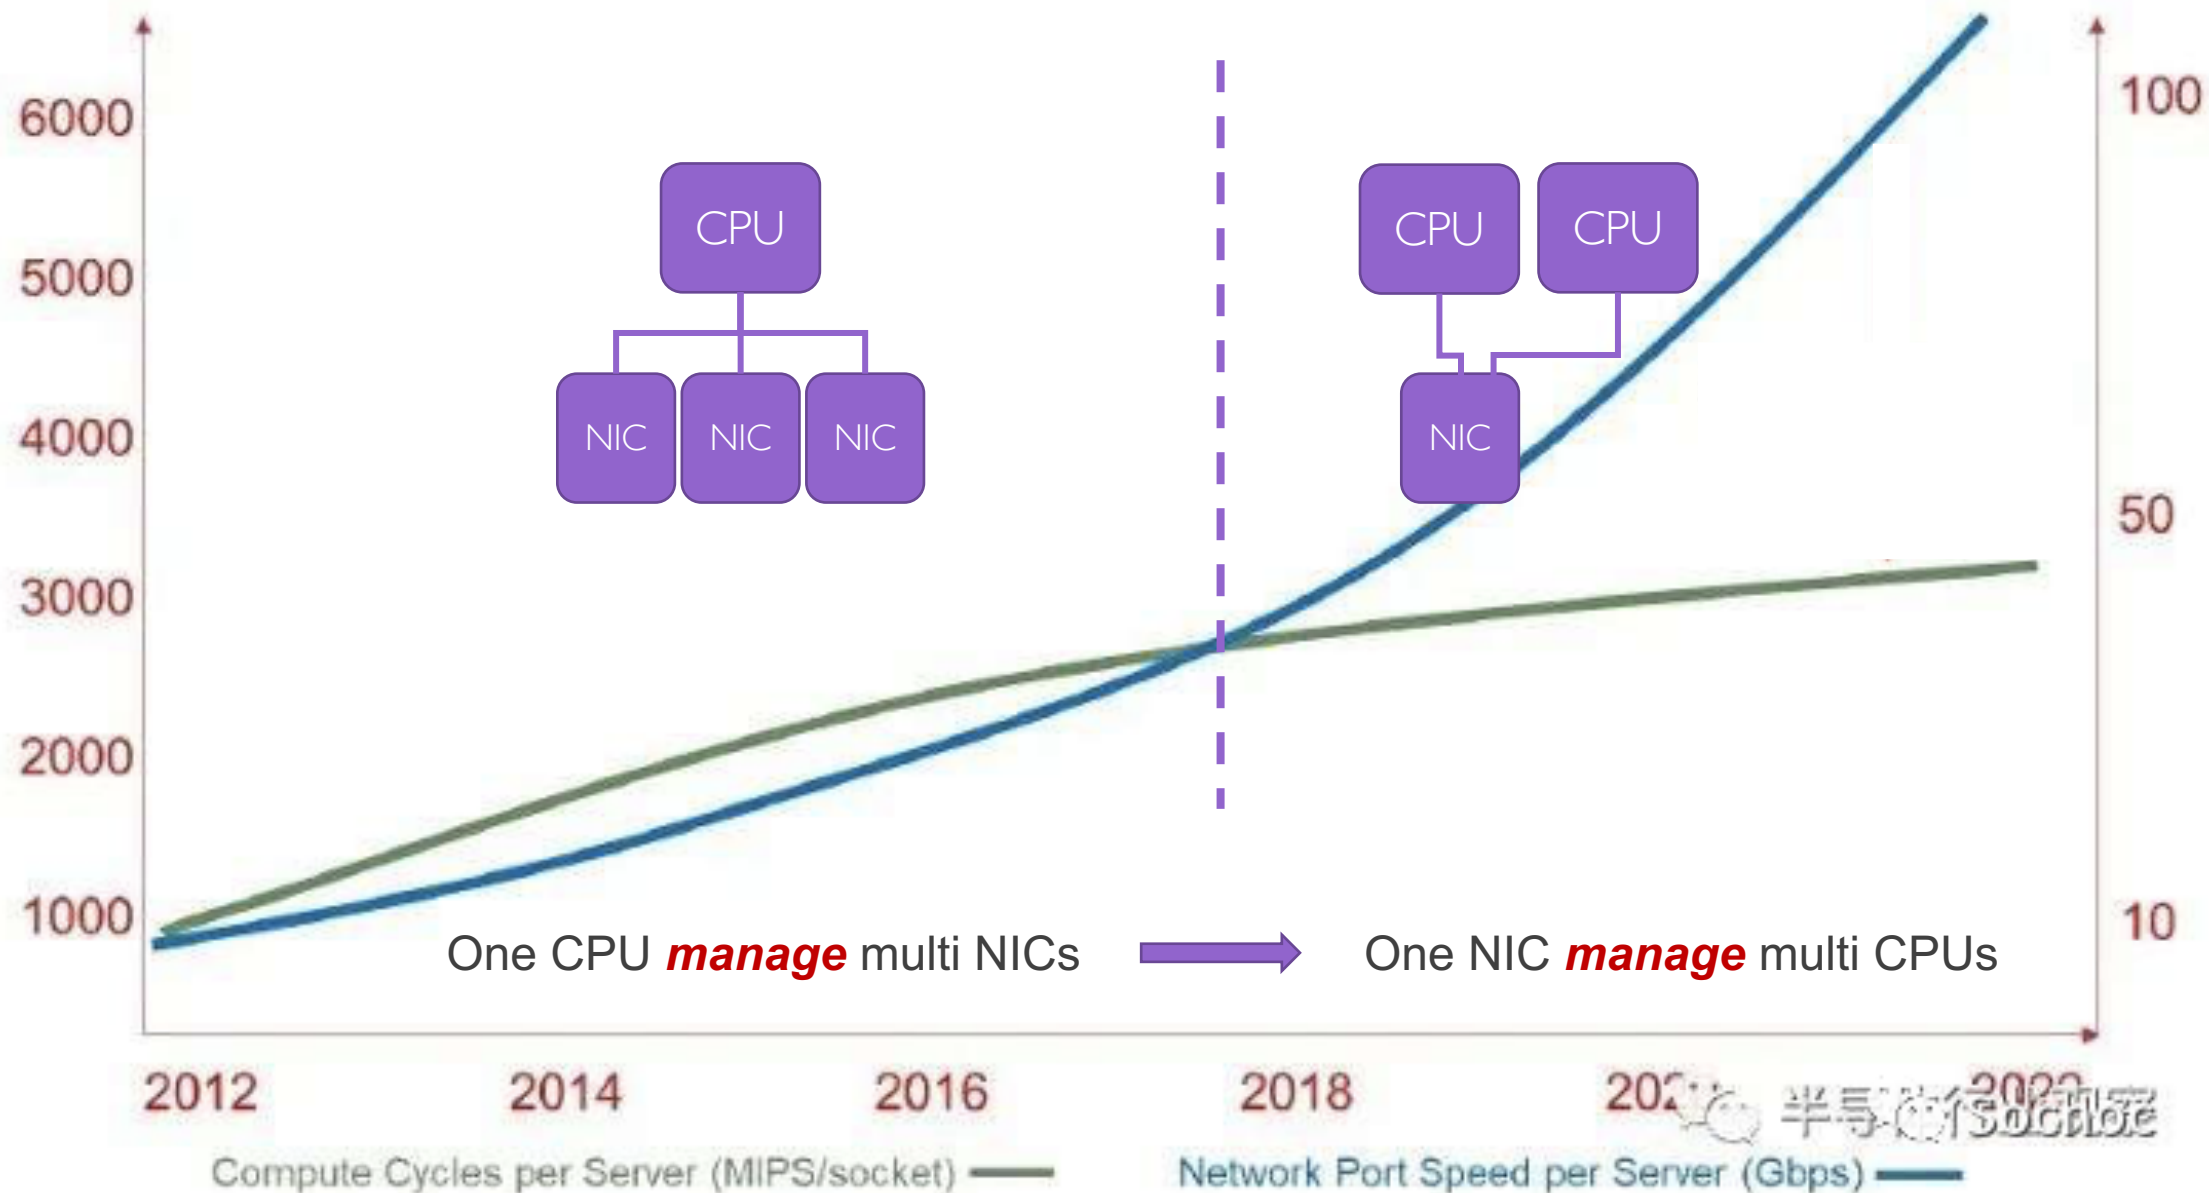 6000
5000
4000
3000
2000
1000
100
50
10
CPU
NIC NIC NIC
CPU CPU
NIC
One CPU manage multi NICs
One NIC manage multi CPUs
2012 2014 2016 2018 2022
Compute Cycles per Server (MIPS/socket)
Network Port Speed per Server (Gbps)